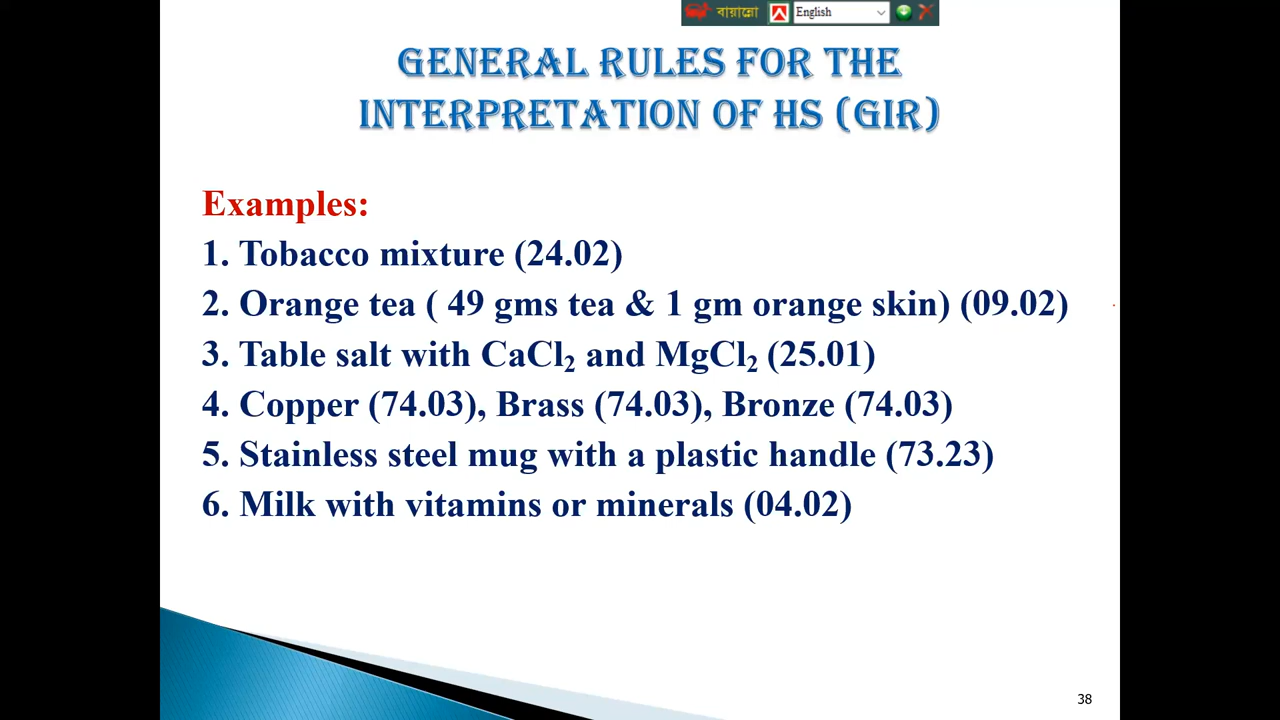 বায়ান্নো English
GENERAL RULES FOR THE
INTERPRETATION OF HS (GIR)
Examples:
1. Tobacco mixture (24.02)
2. Orange tea ( 49 gms tea & 1 gm orange skin) (09.02)
3. Table salt with CaCl₂ and MgCl₂ (25.01)
4. Copper (74.03), Brass (74.03), Bronze (74.03)
5. Stainless steel mug with a plastic handle (73.23)
6. Milk with vitamins or minerals (04.02)
38